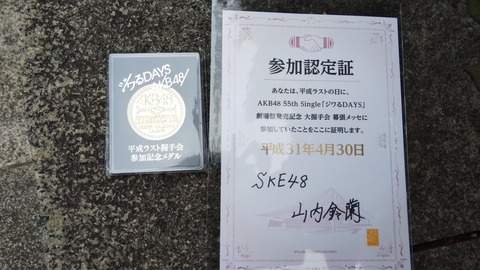 ジワるDAYS
AKB48
AKB48
平成ラスト握手会
参加記念メダル
参加認定証
あなたは、平成ラストの日に、
AKB48 55th Single「ジワるDAYS」
劇場盤発売記念 大握手会 幕張メッセに
参加していたことをここに証明します。
平成31年4月30日
SKE48
山内鈴蘭